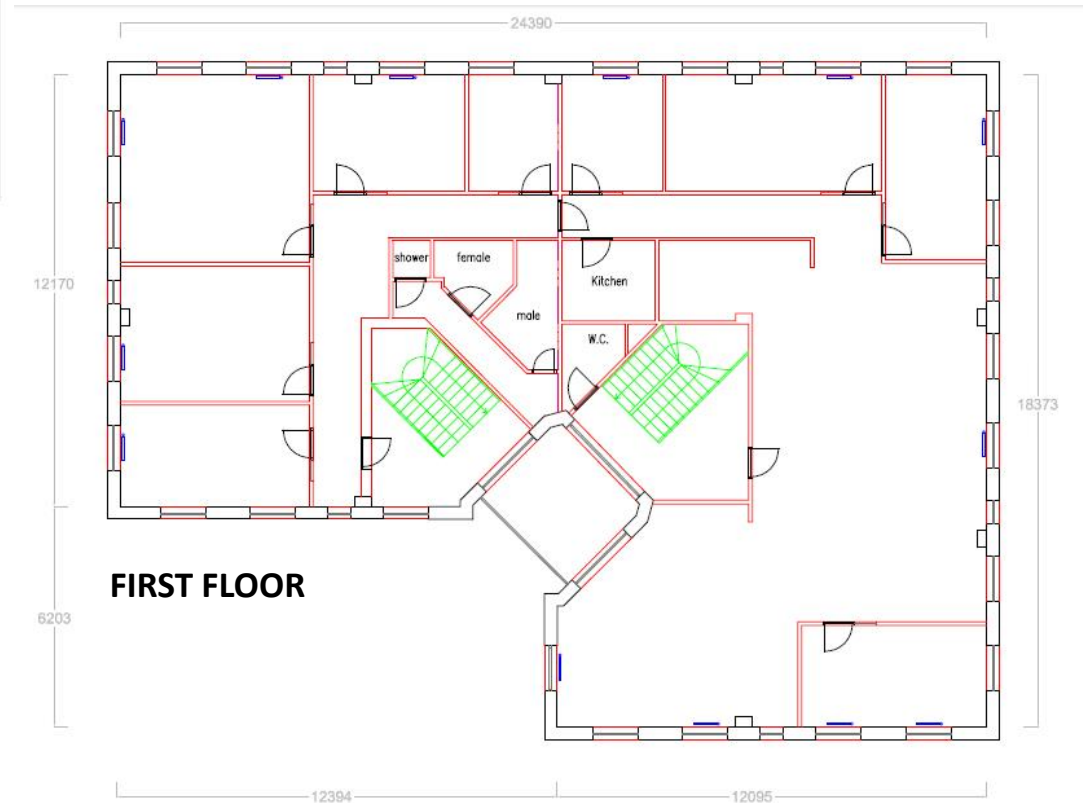 24390
shower
female
Kitchen
12170
male
W.C.
18373
FIRST FLOOR
6203
12394
12095